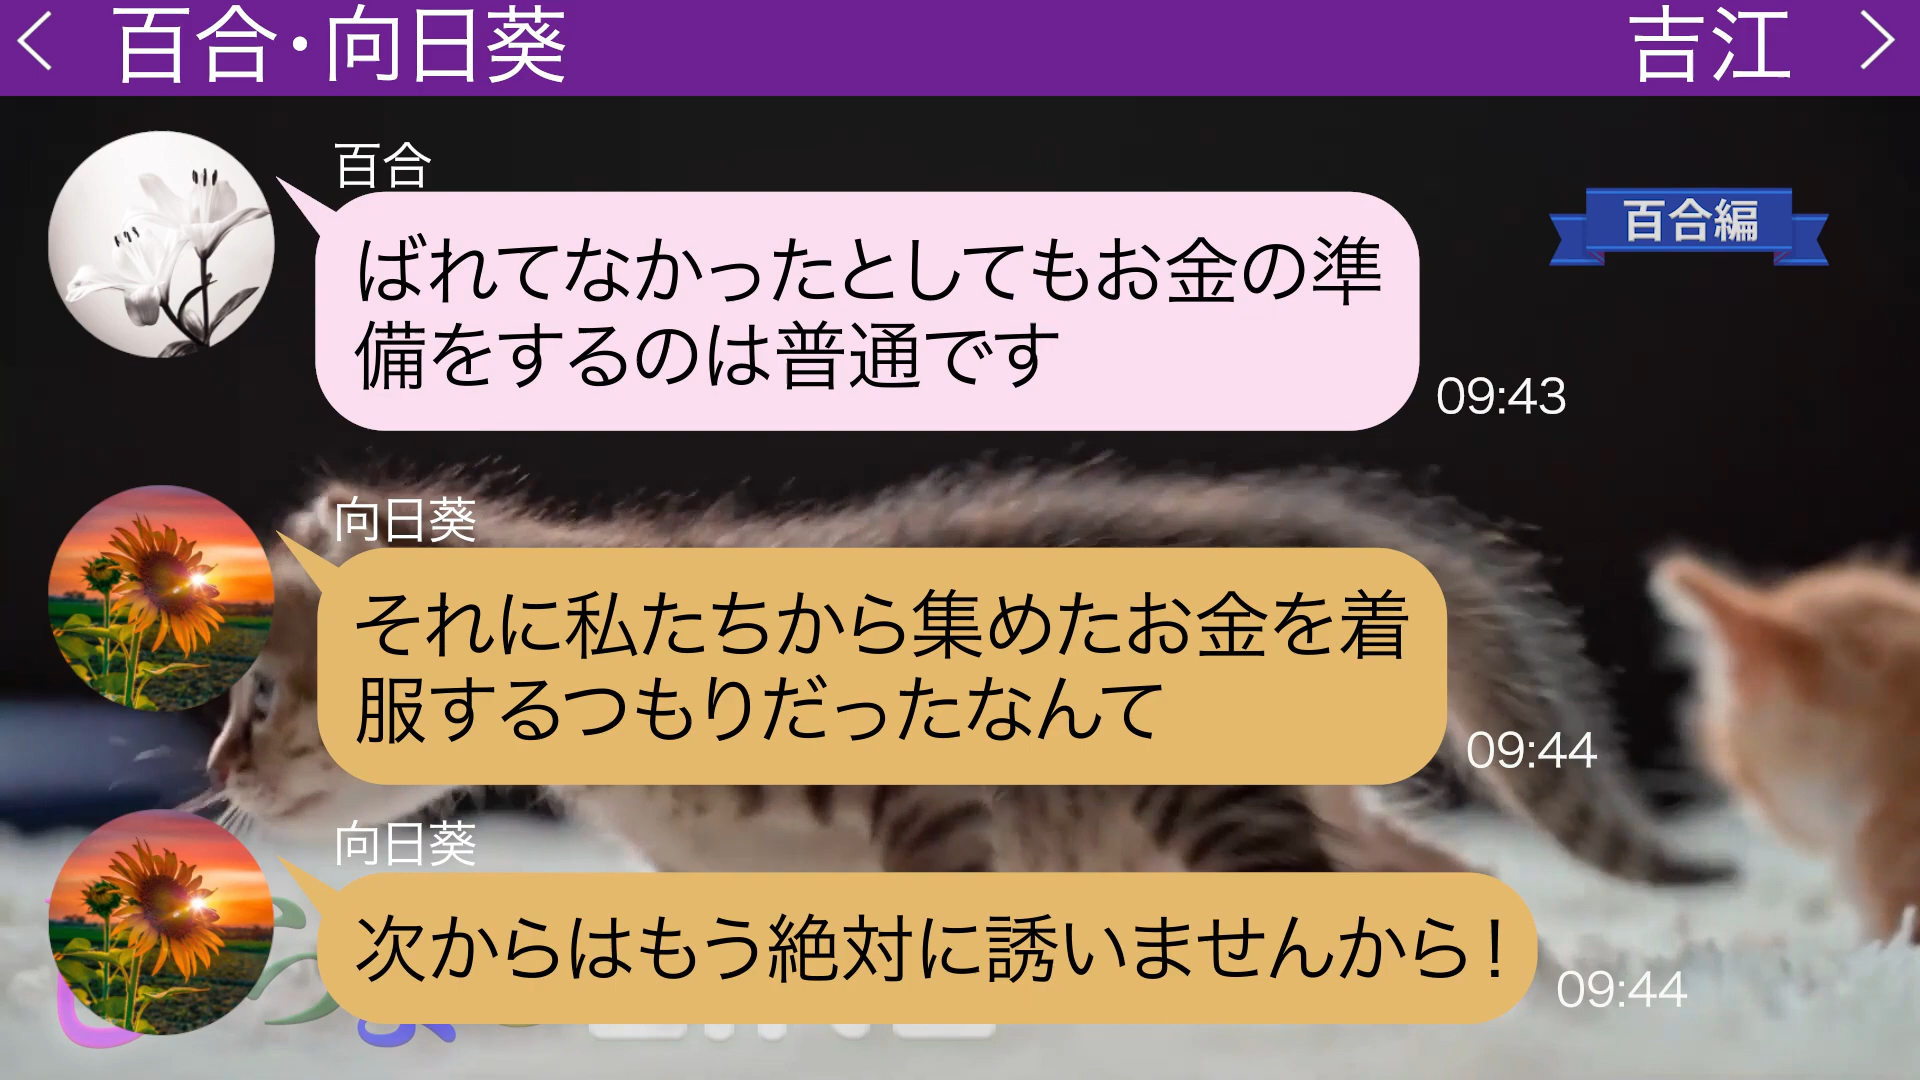 百合・向日葵
吉江
百合
百合編
ばれてなかったとしてもお金の準
備をするのは普通です
09:43
向日葵
それに私たちから集めたお金を着
服するつもりだったなんて
09:44
向日葵
次からはもう絶対に誘いませんから!
09:44